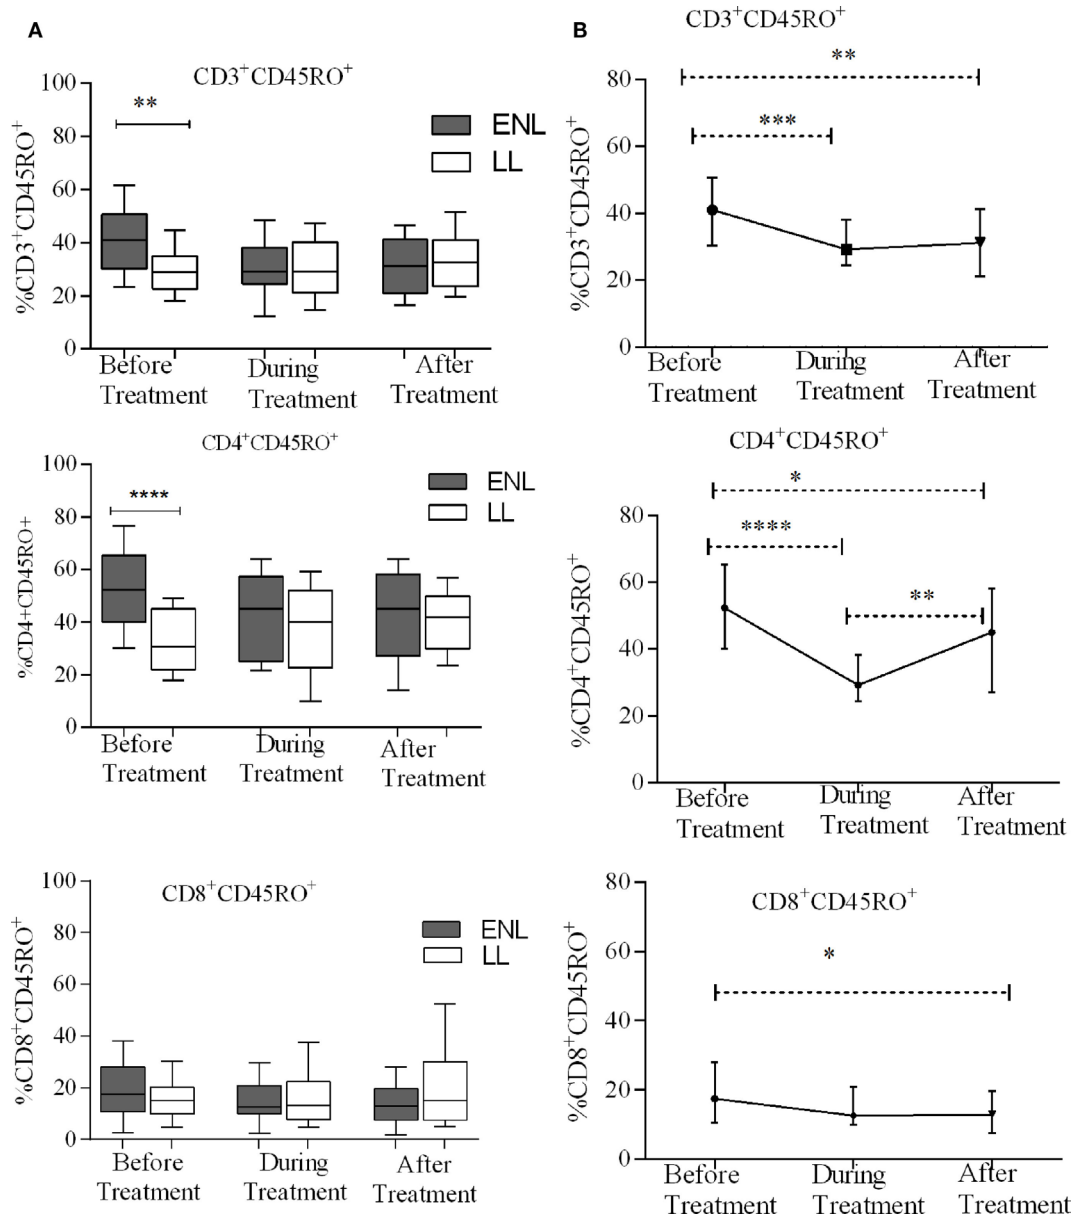 A
CD3+CD45RO+
%CD3+CD45RO+
100
80
60
40
20
0
**
ENL
LL
Before
Treatment
During
Treatment
After
Treatment
B
CD3+CD45RO+
%CD3+CD45RO+
80
60
40
20
0
**
***
Before
Treatment
During
Treatment
After
Treatment
CD4+CD45RO+
%CD4+CD45RO+
100
80
60
40
20
0
****
ENL
LL
Before
Treatment
During
Treatment
After
Treatment
CD4+CD45RO+
%CD4+CD45RO+
80
60
40
20
0
*
****
**
Before
Treatment
During
Treatment
After
Treatment
CD8+CD45RO+
%CD8+CD45RO+
100
80
60
40
20
0
ENL
LL
Before
Treatment
During
Treatment
After
Treatment
CD8+CD45RO+
%CD8+CD45RO+
80
60
40
20
0
*
Before
Treatment
During
Treatment
After
Treatment